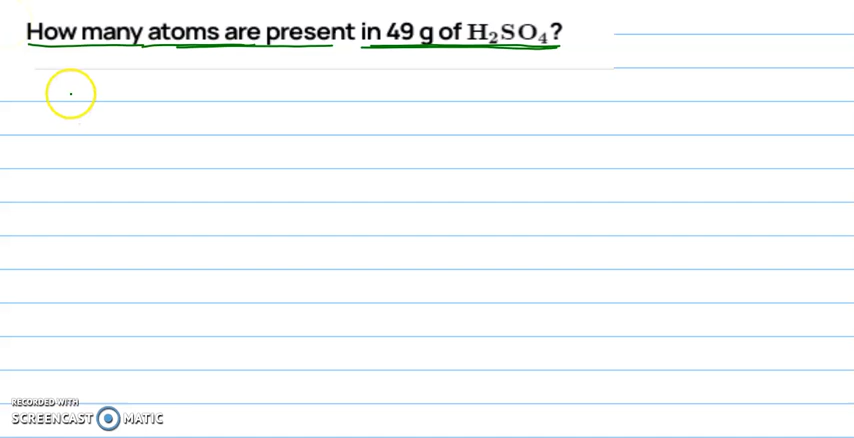 How many atoms are present in 49 g of H₂SO₄?
RECORDED WITH
SCREENCAST MATIC